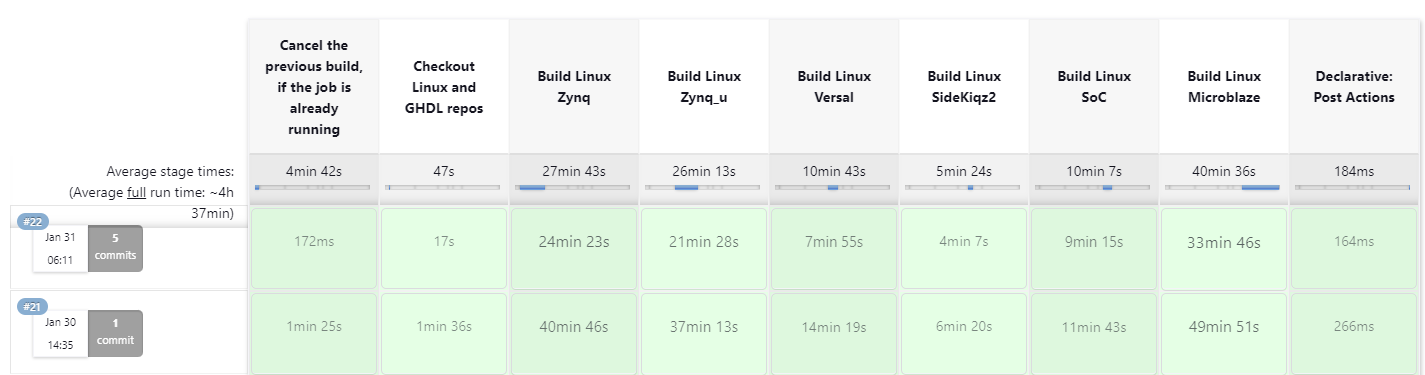 Cancel the
previous build,
if the job is
already
running
Checkout
Linux and
GHDL repos
Build Linux
Zynq
Build Linux
Zynq_u
Build Linux
Versal
Build Linux
SideKiqz2
Build Linux
SoC
Build Linux
Microblaze
Declarative:
Post Actions
Average stage times:
(Average full run time: ~4h
37min)
4min 42s
47s
27min 43s
26min 13s
10min 43s
5min 24s
10min 7s
40min 36s
184ms
#22
Jan 31
06:11
5
commits
172ms
17s
24min 23s
21min 28s
7min 55s
4min 7s
9min 15s
33min 46s
164ms
#21
Jan 30
14:35
1
commit
1min 25s
1min 36s
40min 46s
37min 13s
14min 19s
6min 20s
11min 43s
49min 51s
266ms